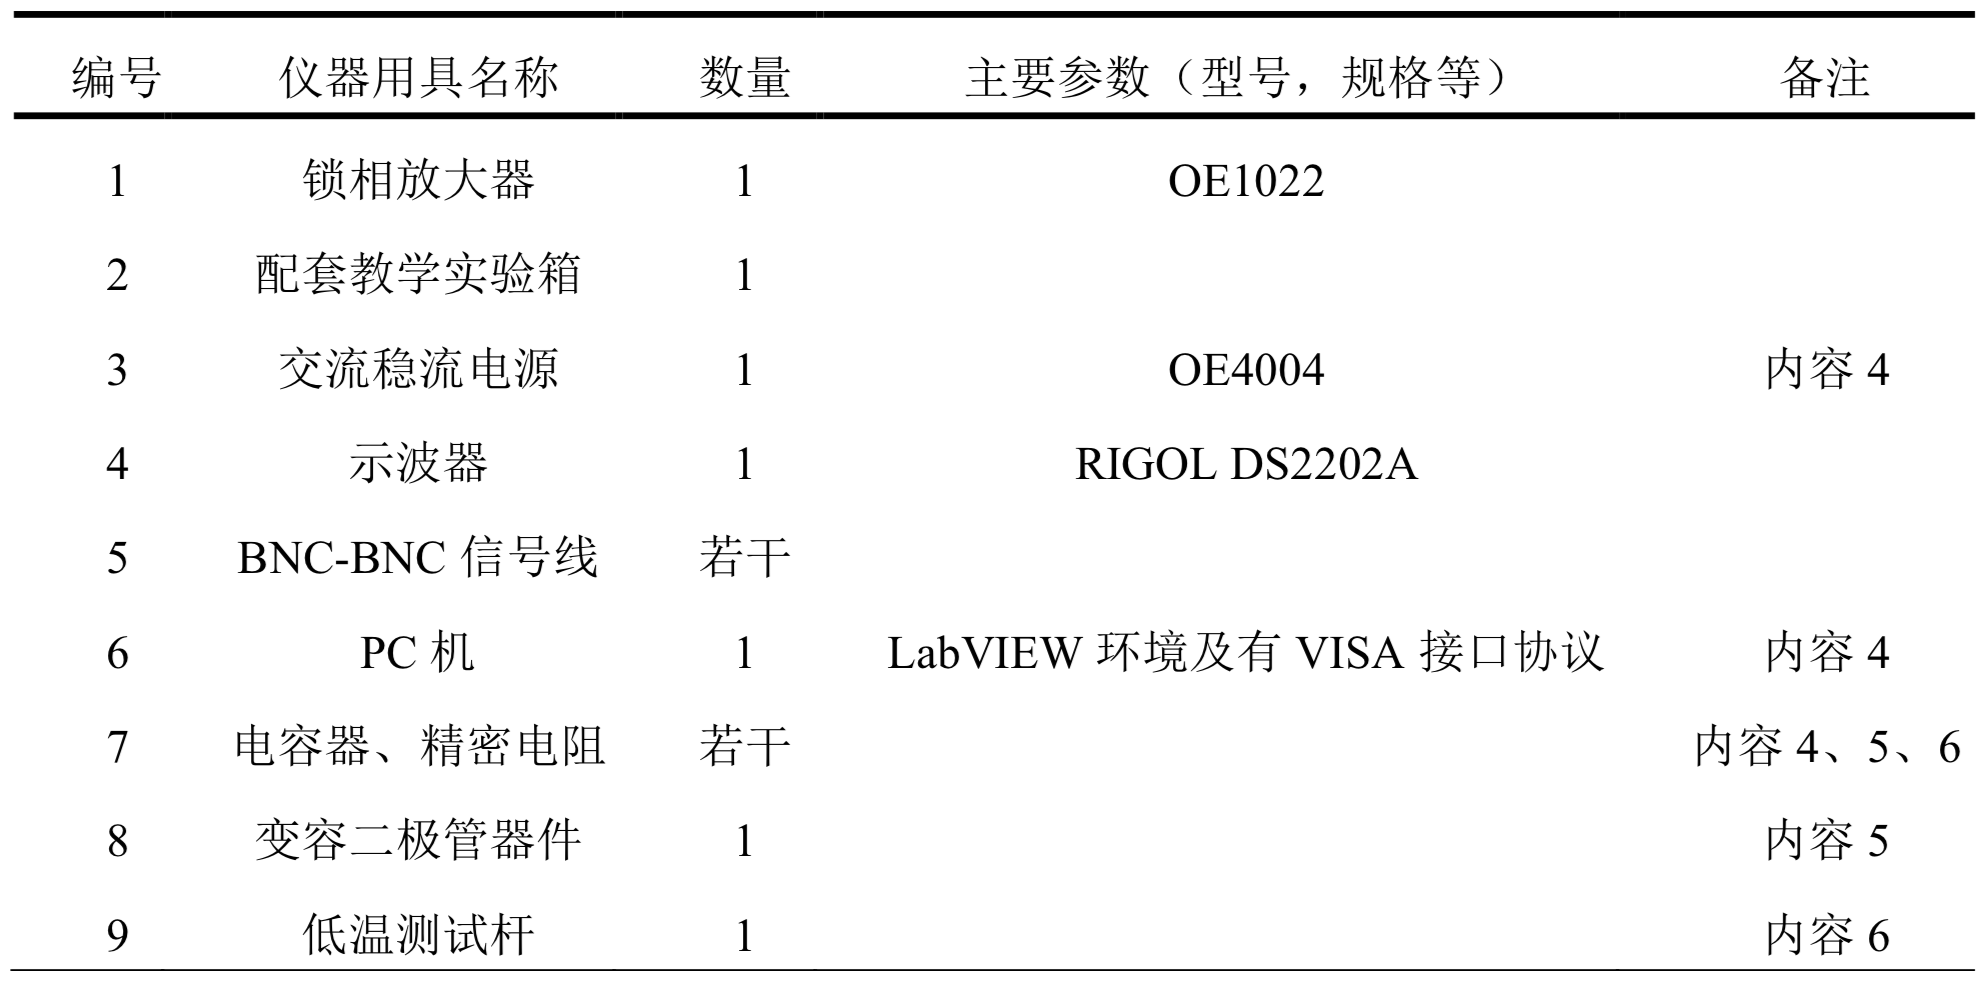 编号 仪器用具名称 数量 主要参数（型号，规格等） 备注
1 锁相放大器 1 OE1022
2 配套教学实验箱 1
3 交流稳流电源 1 OE4004 内容 4
4 示波器 1 RIGOL DS2202A
5 BNC-BNC 信号线 若干
6 PC 机 1 LabVIEW 环境及有 VISA 接口协议 内容 4
7 电容器、精密电阻 若干 内容 4、5、6
8 变容二极管器件 1 内容 5
9 低温测试杆 1 内容 6